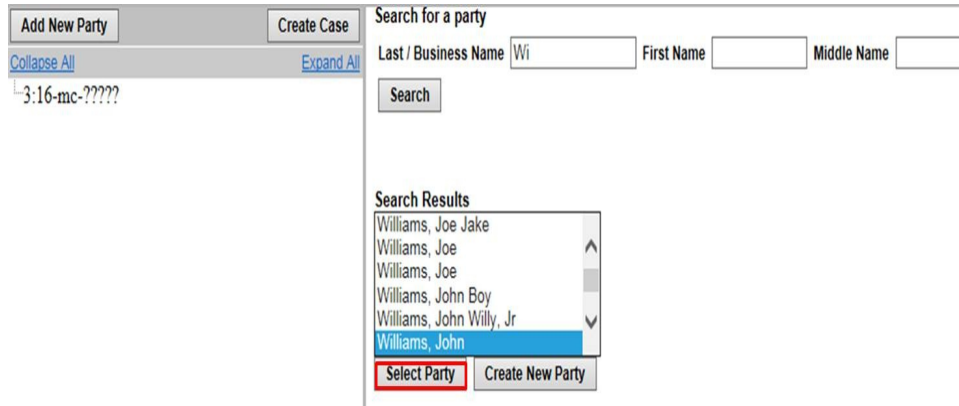 Add New Party Create Case
Collapse All Expand All
3:16-mc-?????
Search for a party
Last / Business Name Wi First Name Middle Name
Search
Search Results
Williams, Joe Jake
Williams, Joe
Williams, Joe
Williams, John Boy
Williams, John Willy, Jr
Williams, John
Select Party Create New Party